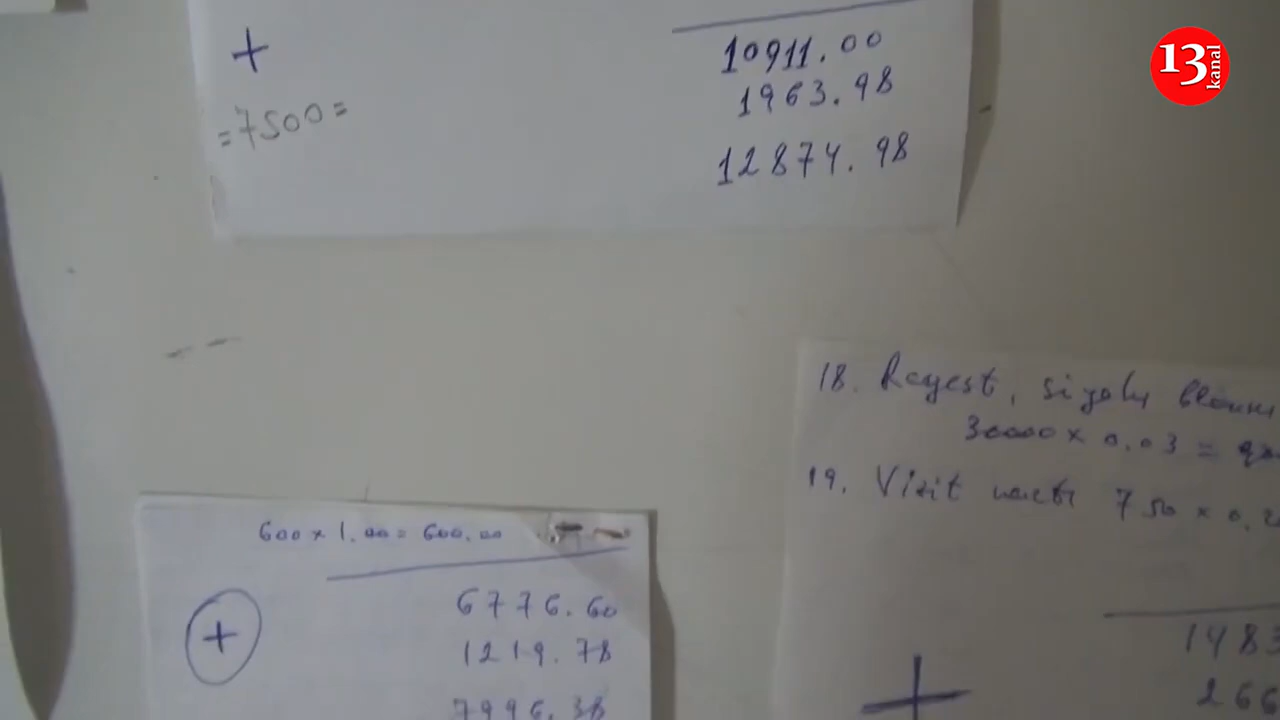 13 kanal
+
10911.00
1963.98
=7500=
12874.98
18. Reyest,
30000 x 0.03 =
19. Vizit 750 x 0.
600 x 1.00 = 600.00
+
6776.60
1219.78
7996.38
+
1483
266